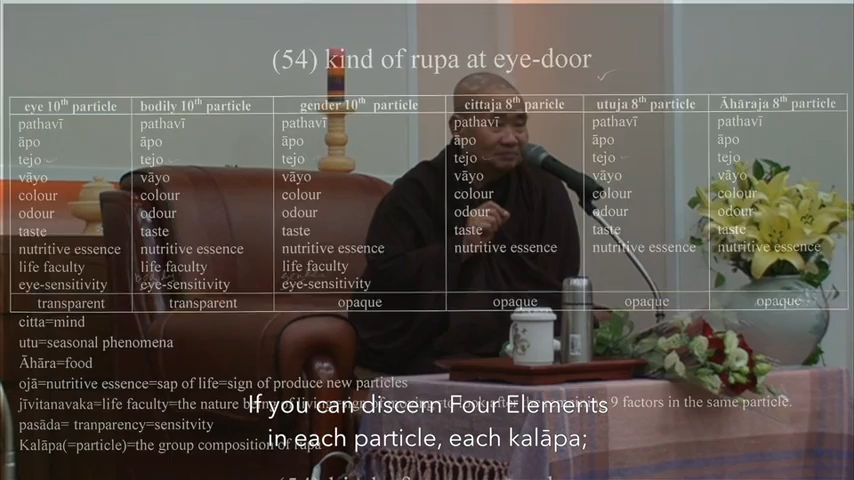 (54) kind of rupa at eye-door
eye 10th particle bodily 10th particle gender 10th particle cittaja 8th paricle utuja 8th particle Āhāraja 8th particle
pathavī pathavī pathavī pathavī pathavī pathavī
āpo āpo āpo āpo āpo āpo
tejo tejo tejo tejo tejo tejo
vāyo vāyo vāyo vāyo vāyo vāyo
colour colour colour colour colour colour
odour odour odour odour odour odour
taste taste taste taste taste taste
nutritive essence nutritive essence nutritive essence nutritive essence nutritive essence nutritive essence
life faculty life faculty life faculty
eye-sensitivity eye-sensitivity eye-sensitivity
transparent transparent opaque opaque opaque opaque
citta=mind
utu=seasonal phenomena
Āhāra=food
ojā=nutritive essence=sap of life=sign of produce new particles
jīvitanavaka=life faculty=the nature 9 factors in the same particle.
If you can discern Four Elements
pasāda= tranparency=sensitvity
in each particle, each kalāpa;
Kalāpa(=particle)=the group composition of rupa